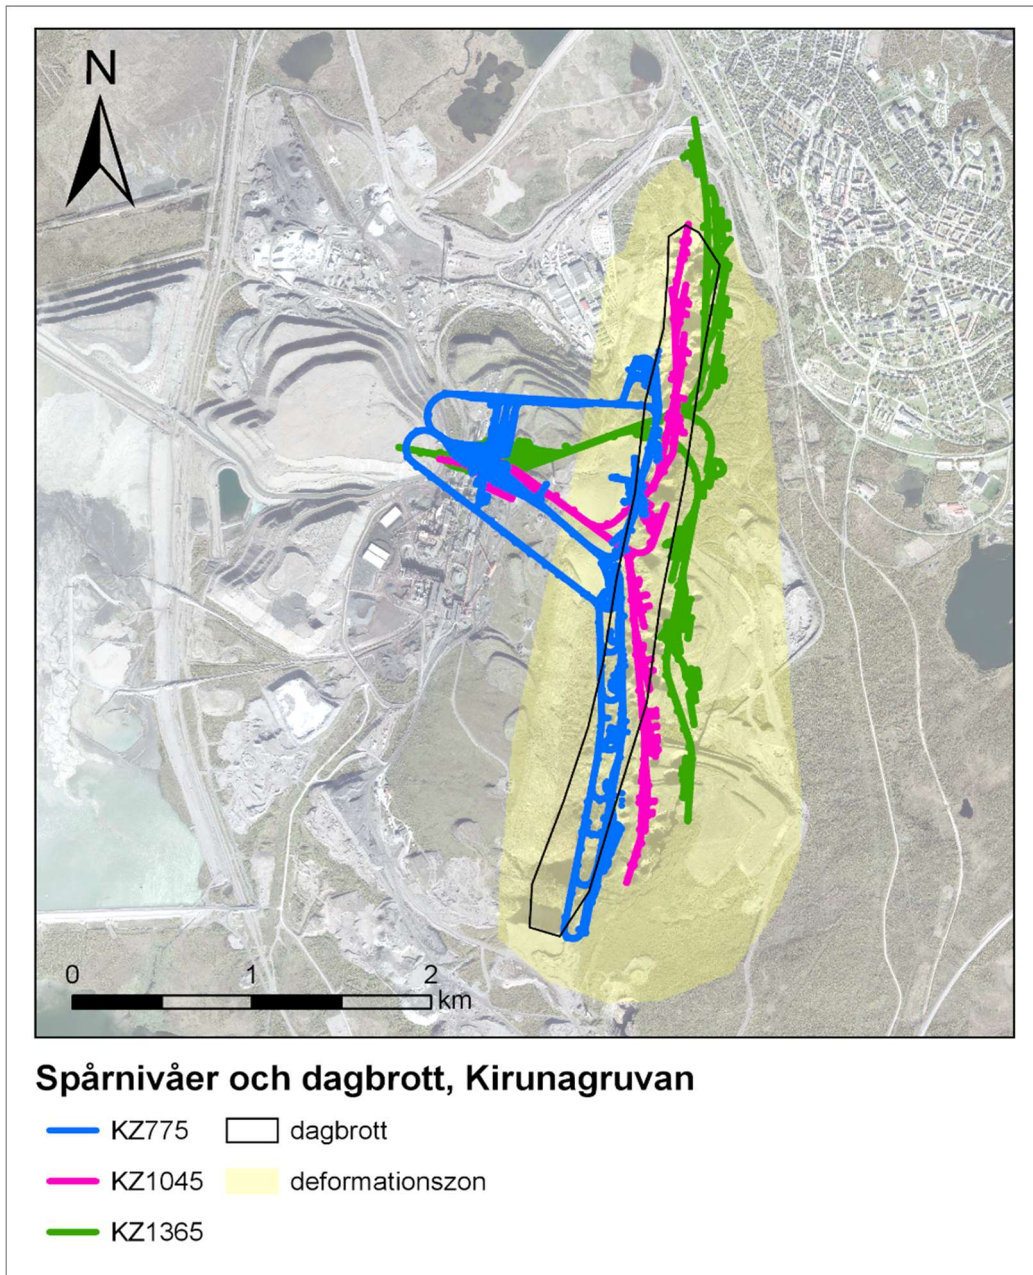 N
0 1 2
km
Spårnivåer och dagbrott, Kirunagruvan
KZ775 dagbrott
KZ1045 deformationszon
KZ1365